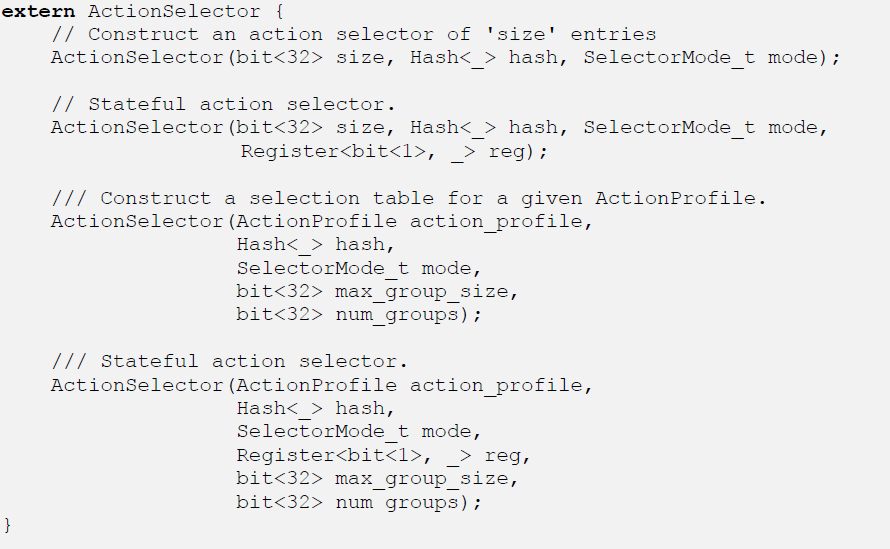 extern ActionSelector {
    // Construct an action selector of 'size' entries
    ActionSelector(bit<32> size, Hash<_> hash, SelectorMode_t mode);

    // Stateful action selector.
    ActionSelector(bit<32> size, Hash<_> hash, SelectorMode_t mode,
                   Register<bit<1>, _> reg);

    /// Construct a selection table for a given ActionProfile.
    ActionSelector(ActionProfile action_profile,
                   Hash<_> hash,
                   SelectorMode_t mode,
                   bit<32> max_group_size,
                   bit<32> num_groups);

    /// Stateful action selector.
    ActionSelector(ActionProfile action_profile,
                   Hash<_> hash,
                   SelectorMode_t mode,
                   Register<bit<1>, _> reg,
                   bit<32> max_group_size,
                   bit<32> num groups);
}